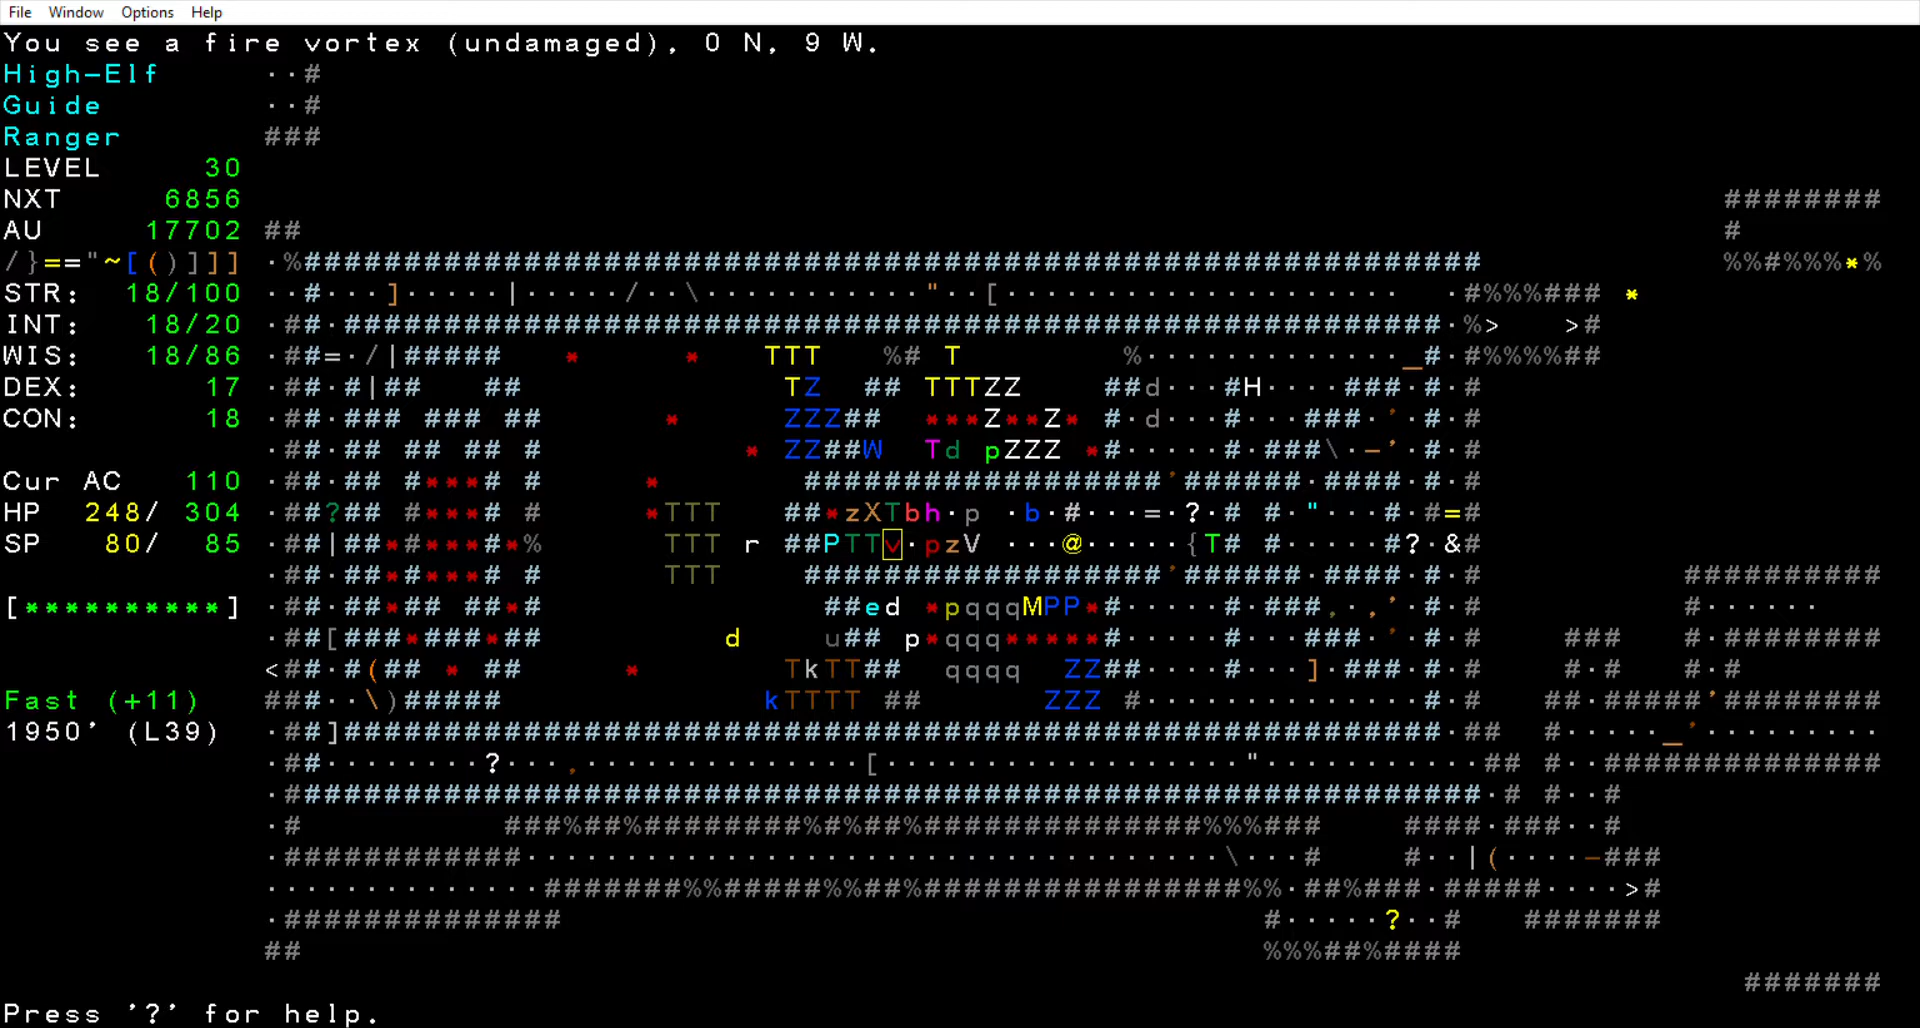 File Window Options Help
You see a fire vortex (undamaged), 0 N, 9 W.
High-Elf
Guide
Ranger
LEVEL 30
NXT 6856
AU 17702
STR: 18/100
INT: 18/20
WIS: 18/86
DEX: 17
CON: 18
Cur AC 110
HP 248/ 304
SP 80/ 85
[**********]
Fast (+11)
1950' (L39)
Press '?' for help.